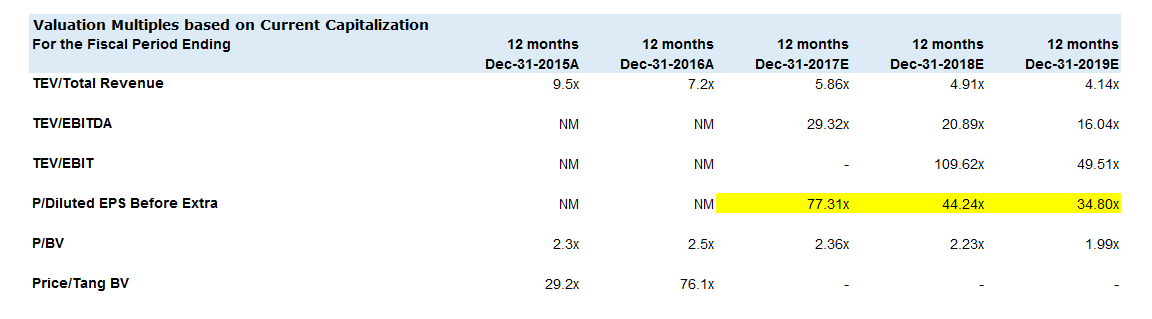 Valuation Multiples based on Current Capitalization
For the Fiscal Period Ending 12 months 12 months 12 months 12 months 12 months
Dec-31-2015A Dec-31-2016A Dec-31-2017E Dec-31-2018E Dec-31-2019E
TEV/Total Revenue 9.5x 7.2x 5.86x 4.91x 4.14x
TEV/EBITDA NM NM 29.32x 20.89x 16.04x
TEV/EBIT NM NM - 109.62x 49.51x
P/Diluted EPS Before Extra NM NM 77.31x 44.24x 34.80x
P/BV 2.3x 2.5x 2.36x 2.23x 1.99x
Price/Tang BV 29.2x 76.1x - - -